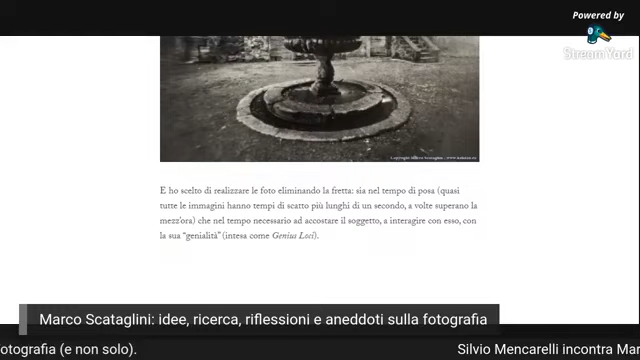 Powered by
StreamYard
E ho scelto di realizzare le foto eliminando la fretta: sia nel tempo di posa (quasi
tutte le immagini hanno tempi di scatto più lunghi di un secondo, a volte superano la
mezz'ora) che nel tempo necessario ad accostare il soggetto, a interagire con esso, con
la sua “genialità” (intesa come Genius Loci).
Marco Scataglini: idee, ricerca, riflessioni e aneddoti sulla fotografia
otografia (e non solo).
Silvio Mencarelli incontra Mar